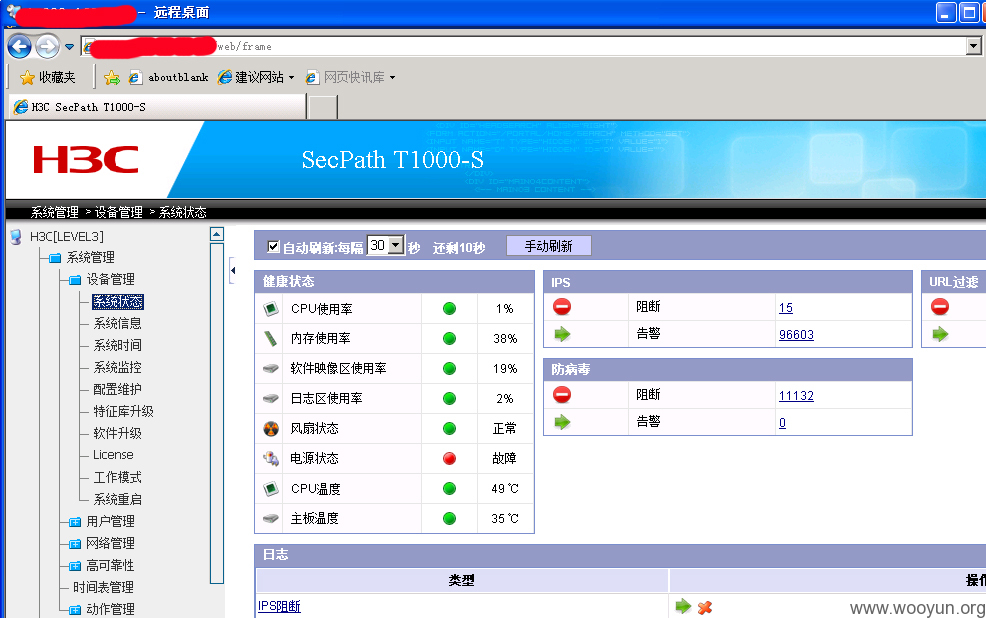 - 远程桌面
web/frame
收藏夹 aboutblank 建议网站 网页快讯库
H3C SecPath T1000-S
H3C SecPath T1000-S
系统管理 > 设备管理 > 系统状态
H3C[LEVEL3]
系统管理
设备管理
系统状态
系统信息
系统时间
系统监控
配置维护
特征库升级
软件升级
License
工作模式
系统重启
用户管理
网络管理
高可靠性
时间表管理
动作管理
自动刷新:每隔 30 秒 还剩10秒 手动刷新
健康状态
CPU使用率 1%
内存使用率 38%
软件映像区使用率 19%
日志区使用率 2%
风扇状态 正常
电源状态 故障
CPU温度 49℃
主板温度 35℃
IPS
阻断 15
告警 96603
防病毒
阻断 11132
告警 0
URL过滤
日志
类型 操作
IPS阻断
www.wooyun.org